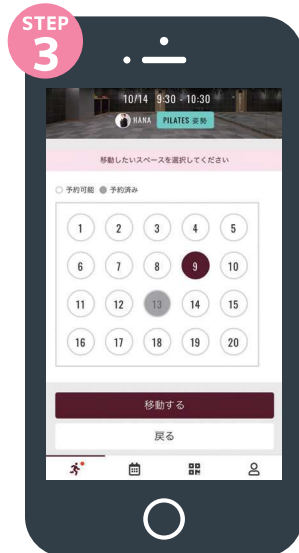 STEP
3
10/14 9:30 - 10:30
HANA PILATES 姿勢
移動したいスペースを選択してください
予約可能 予約済み
1 2 3 4 5
6 7 8 9 10
11 12 13 14 15
16 17 18 19 20
移動する
戻る